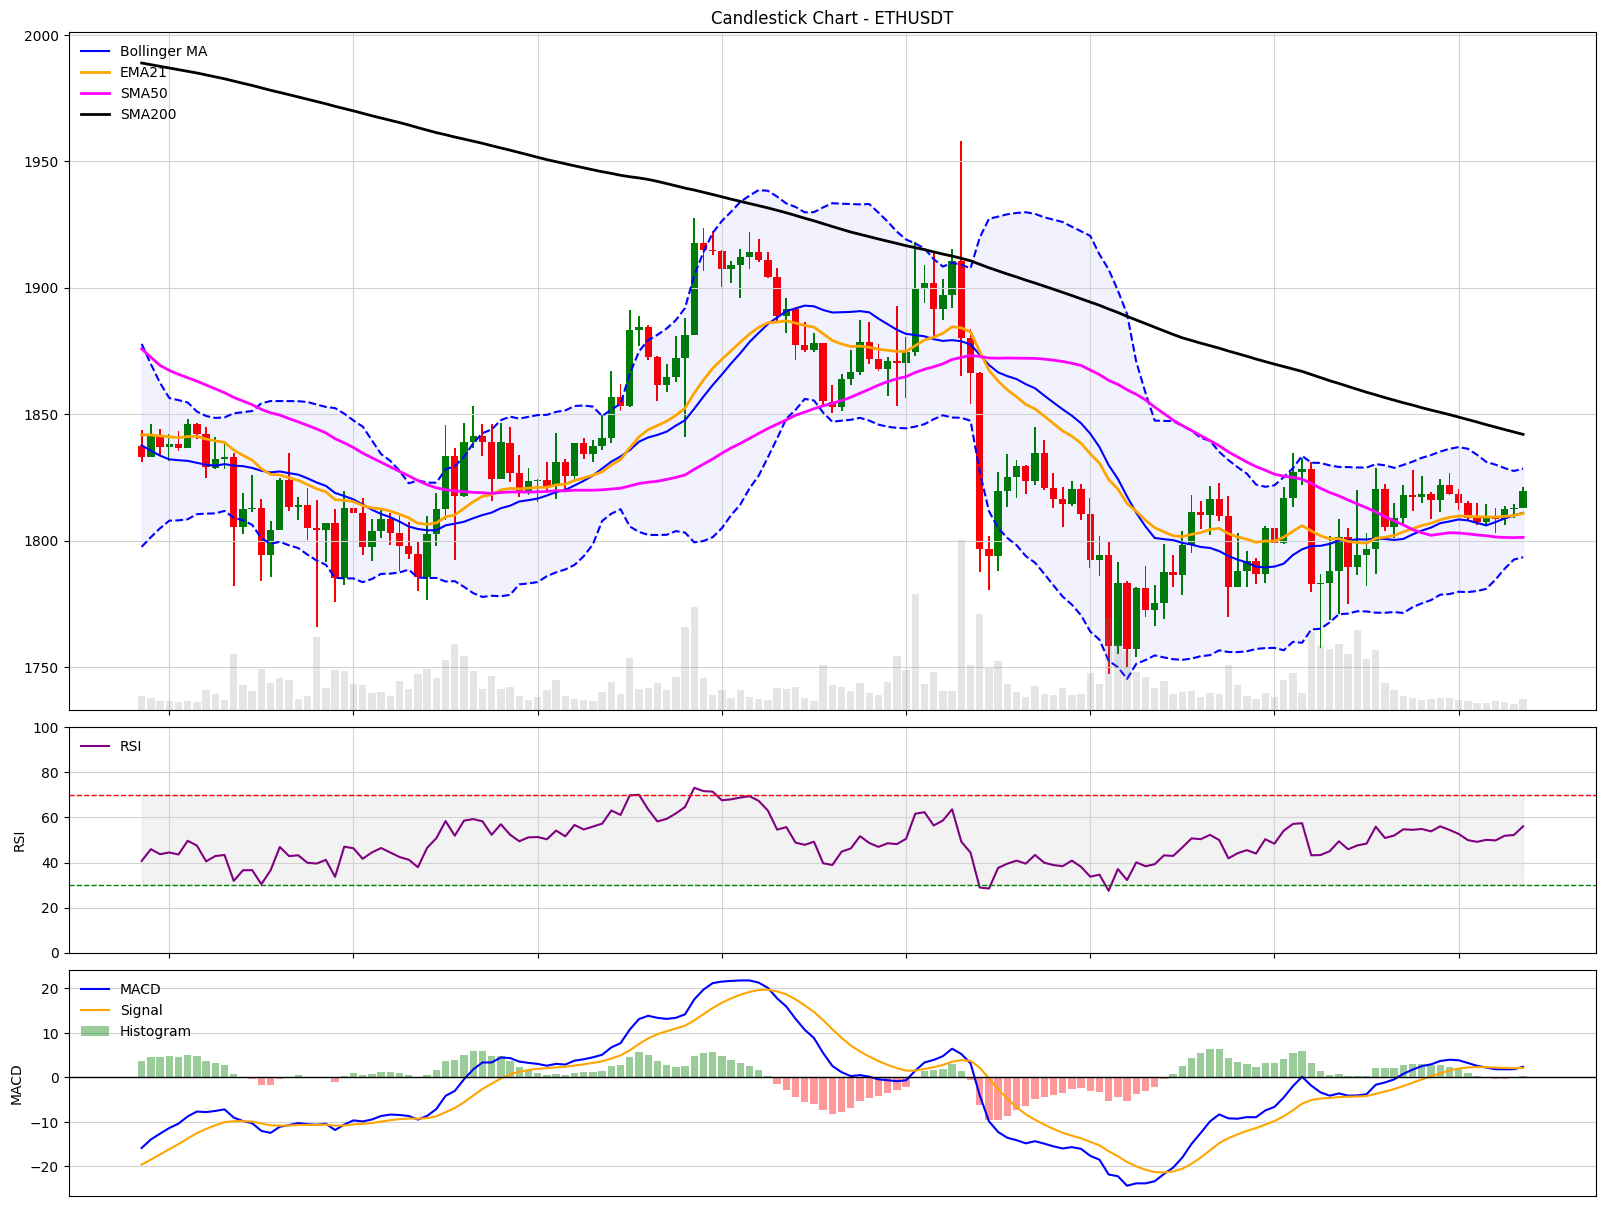 Candlestick Chart - ETHUSDT
2000
1950
1900
1850
1800
1750
Bollinger MA
EMA21
SMA50
SMA200
100
80
60
40
20
0
RSI
RSI
20
10
0
−10
−20
MACD
MACD
Signal
Histogram